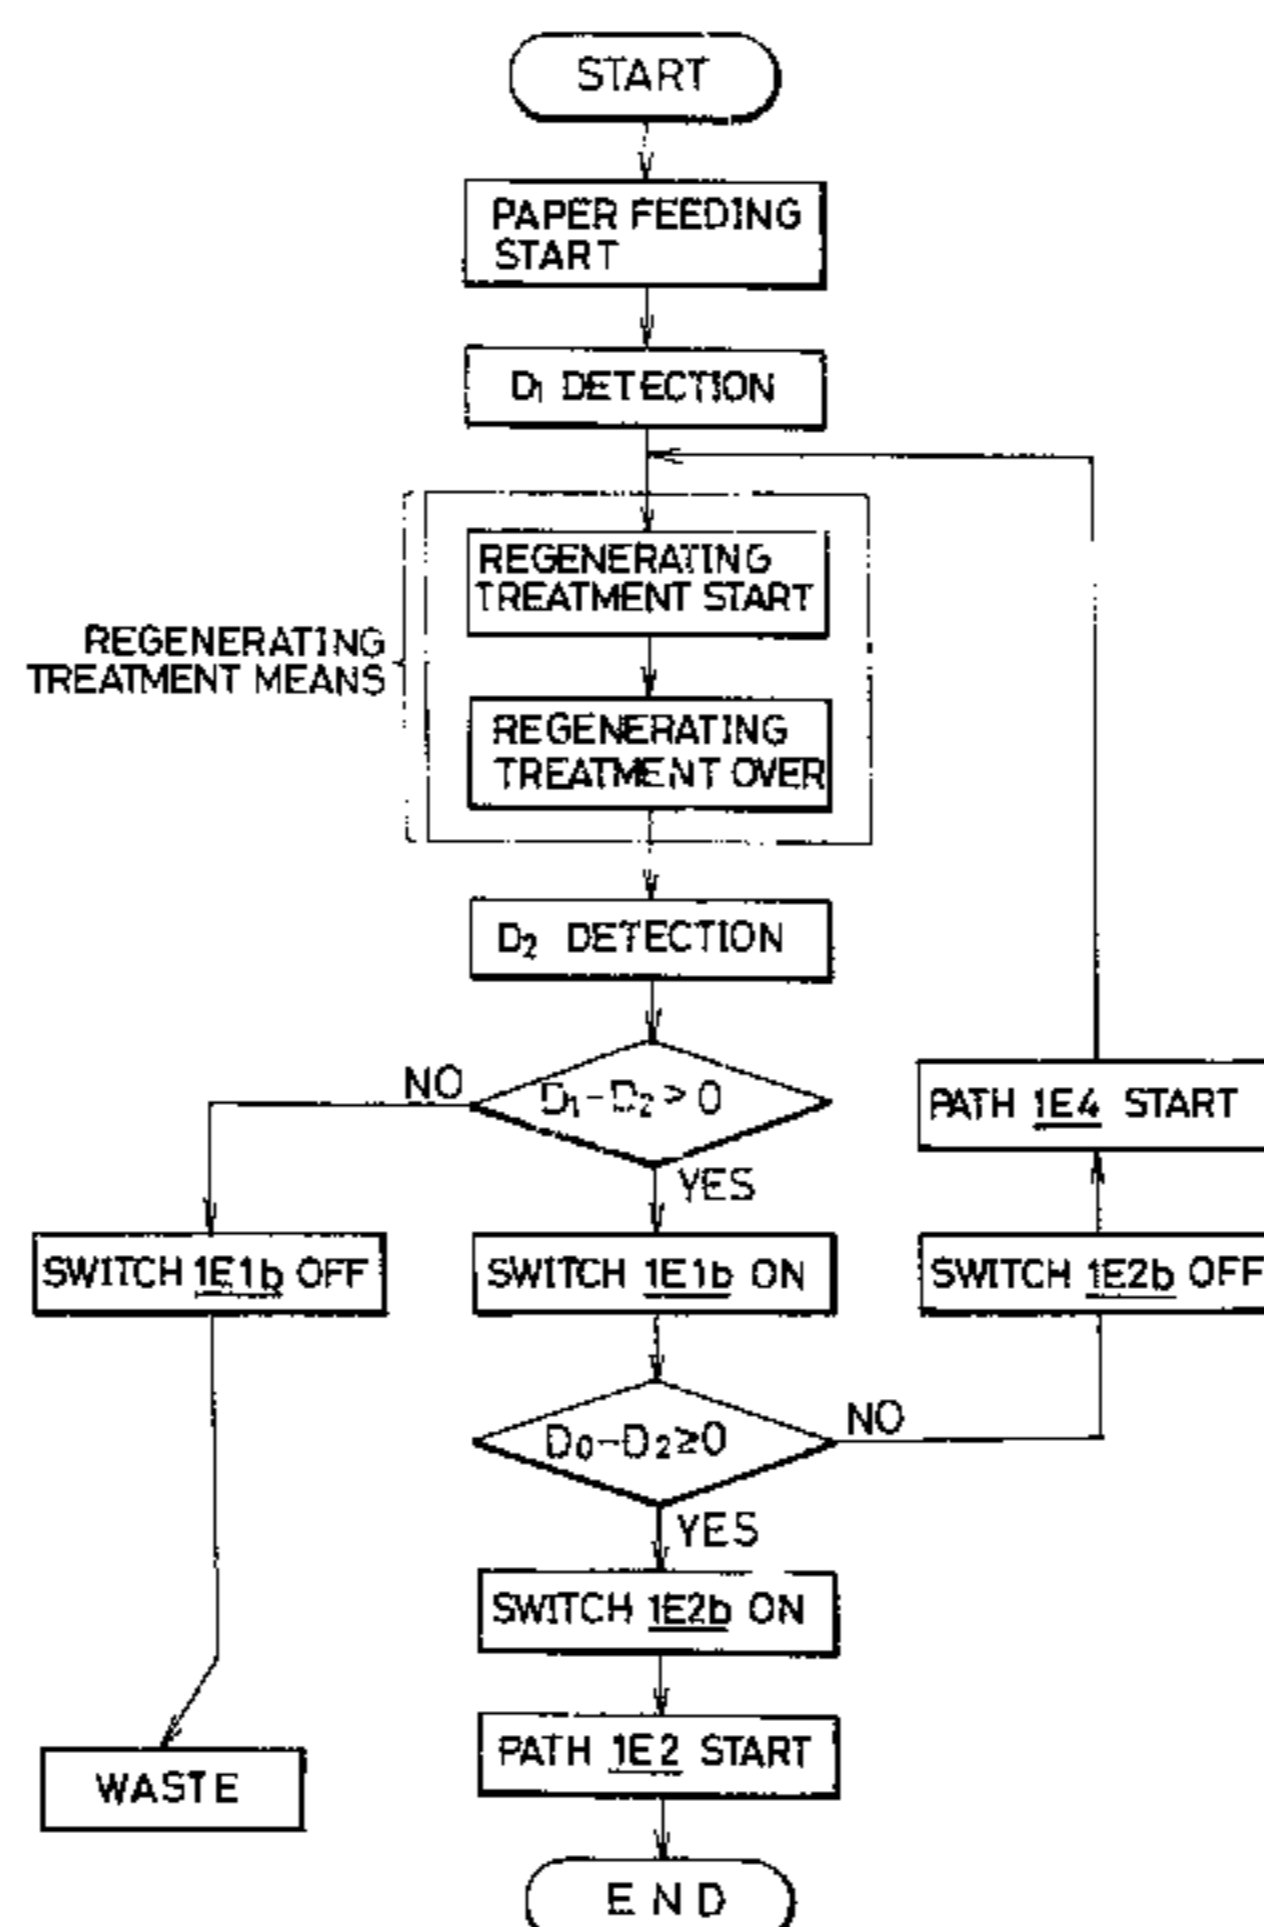 START
PAPER FEEDING
START
D1 DETECTION
REGENERATING
TREATMENT START
REGENERATING
TREATMENT MEANS
REGENERATING
TREATMENT OVER
D2 DETECTION
NO
D1-D2>0
YES
PATH 1E4 START
SWITCH 1E1b OFF
SWITCH 1E1b ON
SWITCH 1E2b OFF
D0-D2≥0
NO
YES
SWITCH 1E2b ON
PATH 1E2 START
WASTE
END